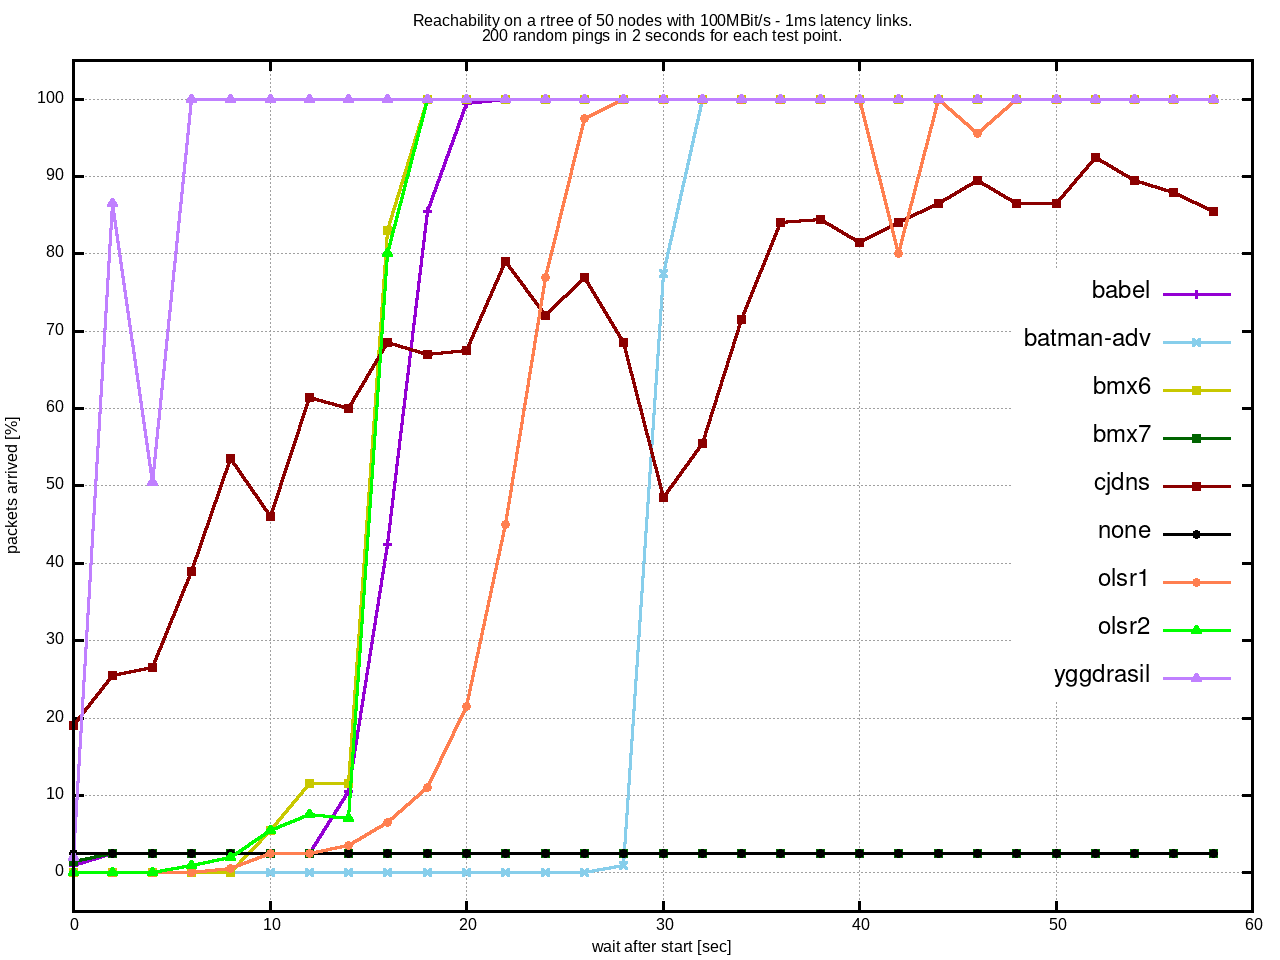 Reachability on a rtree of 50 nodes with 100MBit/s - 1ms latency links.
200 random pings in 2 seconds for each test point.
100
90
80
70
60
50
40
30
20
10
0
packets arrived [%]
babel
batman-adv
bmx6
bmx7
cjdns
none
olsr1
olsr2
yggdrasil
0 10 20 30 40 50 60
wait after start [sec]